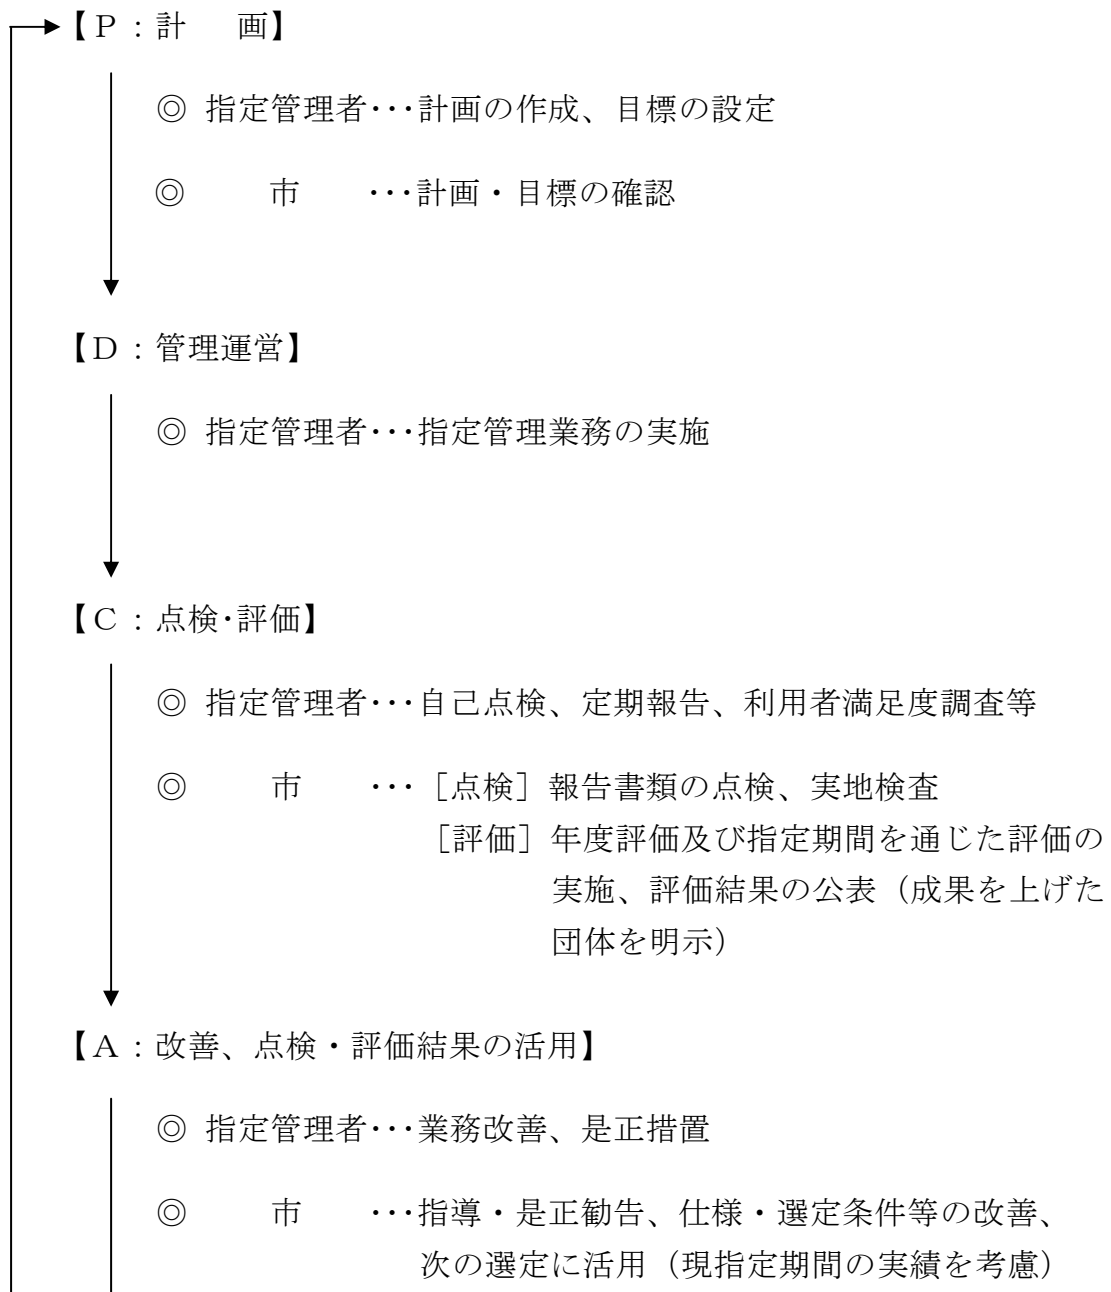 【Ｐ：計　画】
◎ 指定管理者･･･計画の作成、目標の設定
◎　　市　　･･･計画・目標の確認
【Ｄ：管理運営】
◎ 指定管理者･･･指定管理業務の実施
【Ｃ：点検･評価】
◎ 指定管理者･･･自己点検、定期報告、利用者満足度調査等
◎　　市　　･･･［点検］報告書類の点検、実地検査
［評価］年度評価及び指定期間を通じた評価の
実施、評価結果の公表（成果を上げた
団体を明示）
【Ａ：改善、点検・評価結果の活用】
◎ 指定管理者･･･業務改善、是正措置
◎　　市　　･･･指導・是正勧告、仕様・選定条件等の改善、
次の選定に活用（現指定期間の実績を考慮）